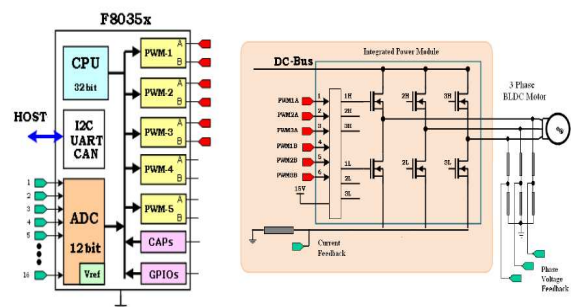 F8035x
CPU
32bit
HOST
I2C
UART
CAN
1
2
3
4
5
16
ADC
12bit
Vref
PWM-1
A
B
PWM-2
A
B
PWM-3
A
B
PWM-4
A
B
PWM-5
A
B
CAPs
GPIOs
Integrated Power Module
DC-Bus
PWM1A
PWM2A
PWM3A
PWM1B
PWM2B
PWM3B
1
2
3
4
5
6
1H
2H
3H
1L
2L
3L
15V
1H
2H
3H
1L
2L
3L
3 Phase
BLDC Motor
Current
Feedback
Phase
Voltage
Feedback